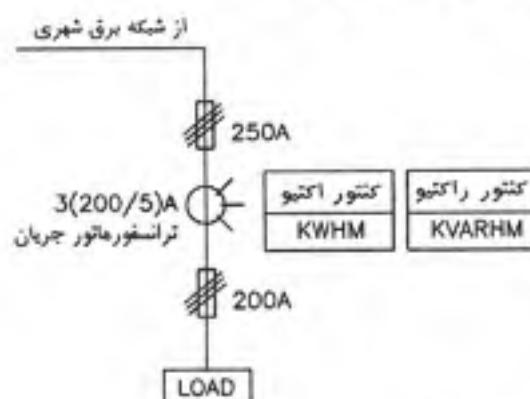 از شبکه برق شهری
250A
3(200/5)A
ترانسفورماتور جریان
کنتور اکتیو
KWHM
کنتور راکتیو
KVARHM
200A
LOAD